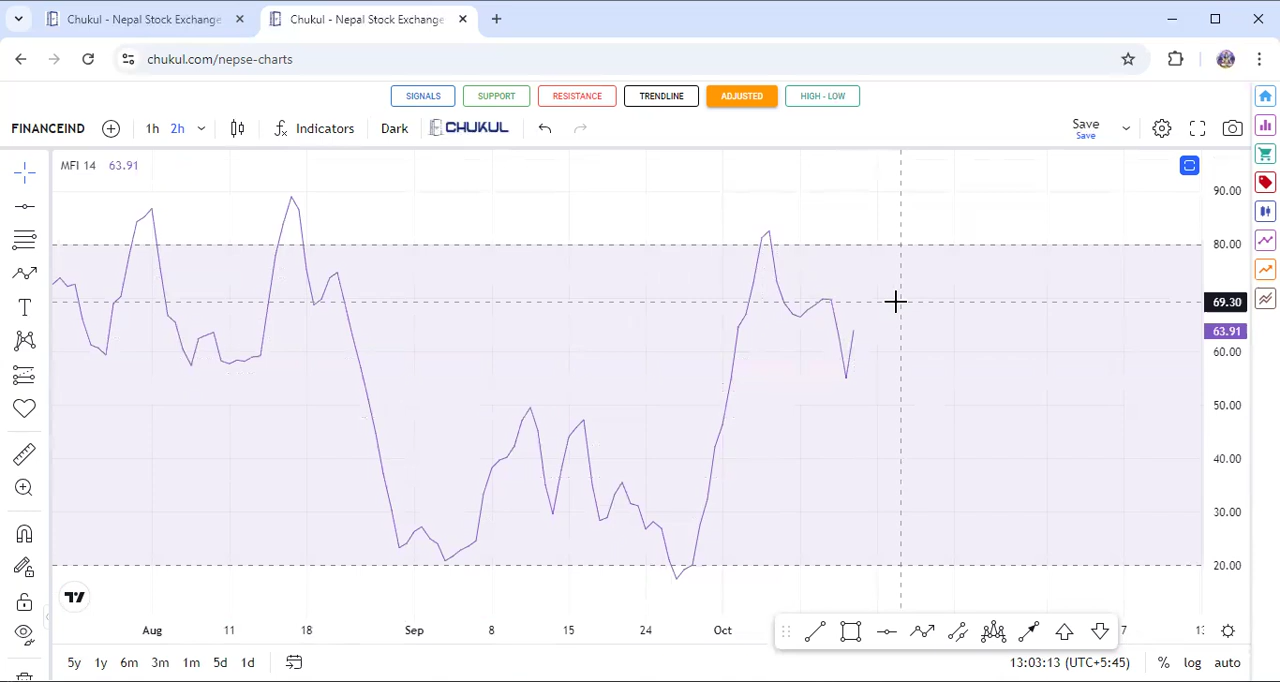 Chukul - Nepal Stock Exchange
Chukul - Nepal Stock Exchange
chukul.com/nepse-charts
SIGNALS SUPPORT RESISTANCE TRENDLINE ADJUSTED HIGH - LOW
FINANCEIND 1h 2h Indicators Dark CHUKUL Save
Save
MFI 14 63.91
90.00
80.00
69.30
63.91
60.00
50.00
40.00
30.00
20.00
Aug 11 18 Sep 8 15 24 Oct 7 13
5y 1y 6m 3m 1m 5d 1d 13:03:13 (UTC+5:45) % log auto